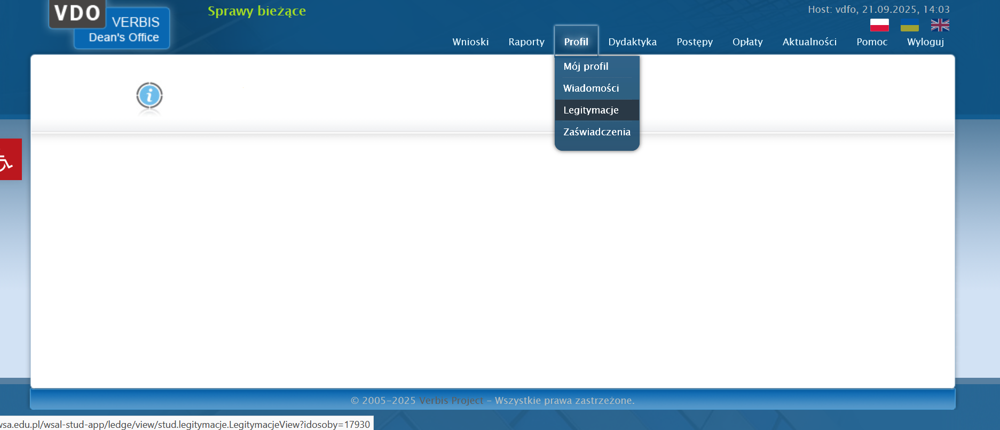 VDO
VERBIS
Dean's Office
Sprawy bieżące
Host: vdfo, 21.09.2025, 14:03
Wnioski Raporty Profil Dydaktyka Postępy Opłaty Aktualności Pomoc Wyloguj
Mój profil
Wiadomości
Legitymacje
Zaświadczenia
i
© 2005-2025 Verbis Project - Wszystkie prawa zastrzeżone.
wsa.edu.pl/wsal-stud-app/ledge/view/stud.legitymacje.LegitymacjeView?idosoby=17930